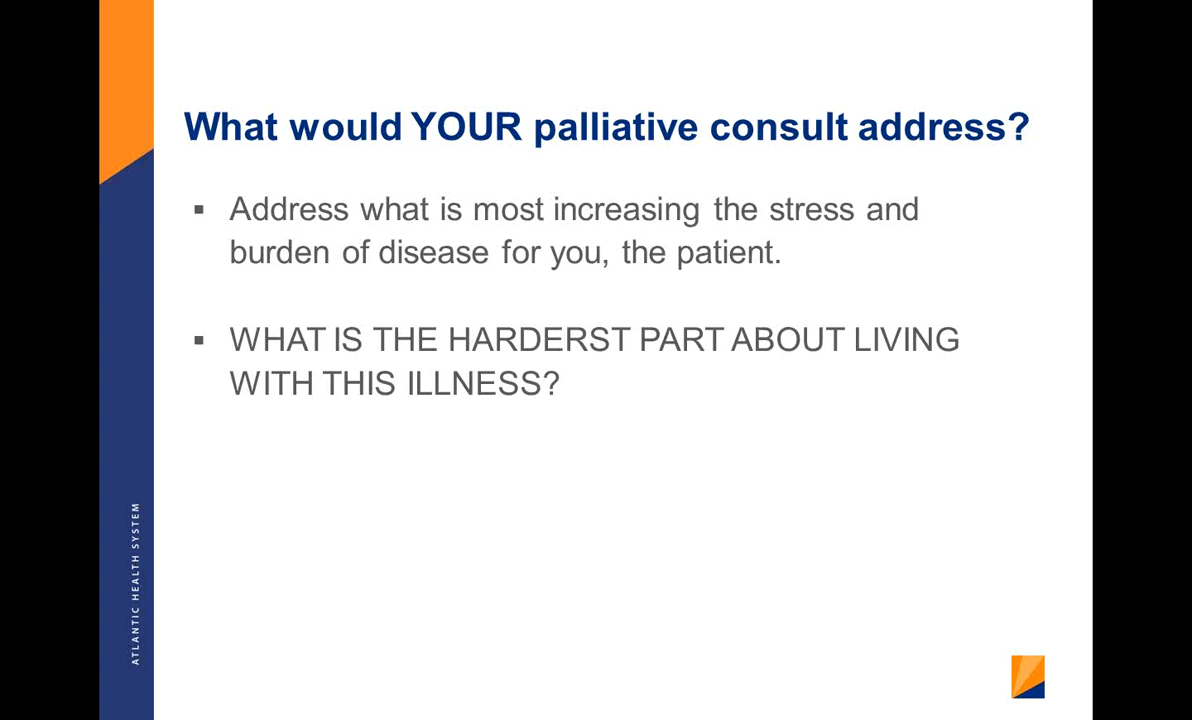 What would YOUR palliative consult address?
▪ Address what is most increasing the stress and
burden of disease for you, the patient.
▪ WHAT IS THE HARDERST PART ABOUT LIVING
WITH THIS ILLNESS?
ATLANTIC HEALTH SYSTEM